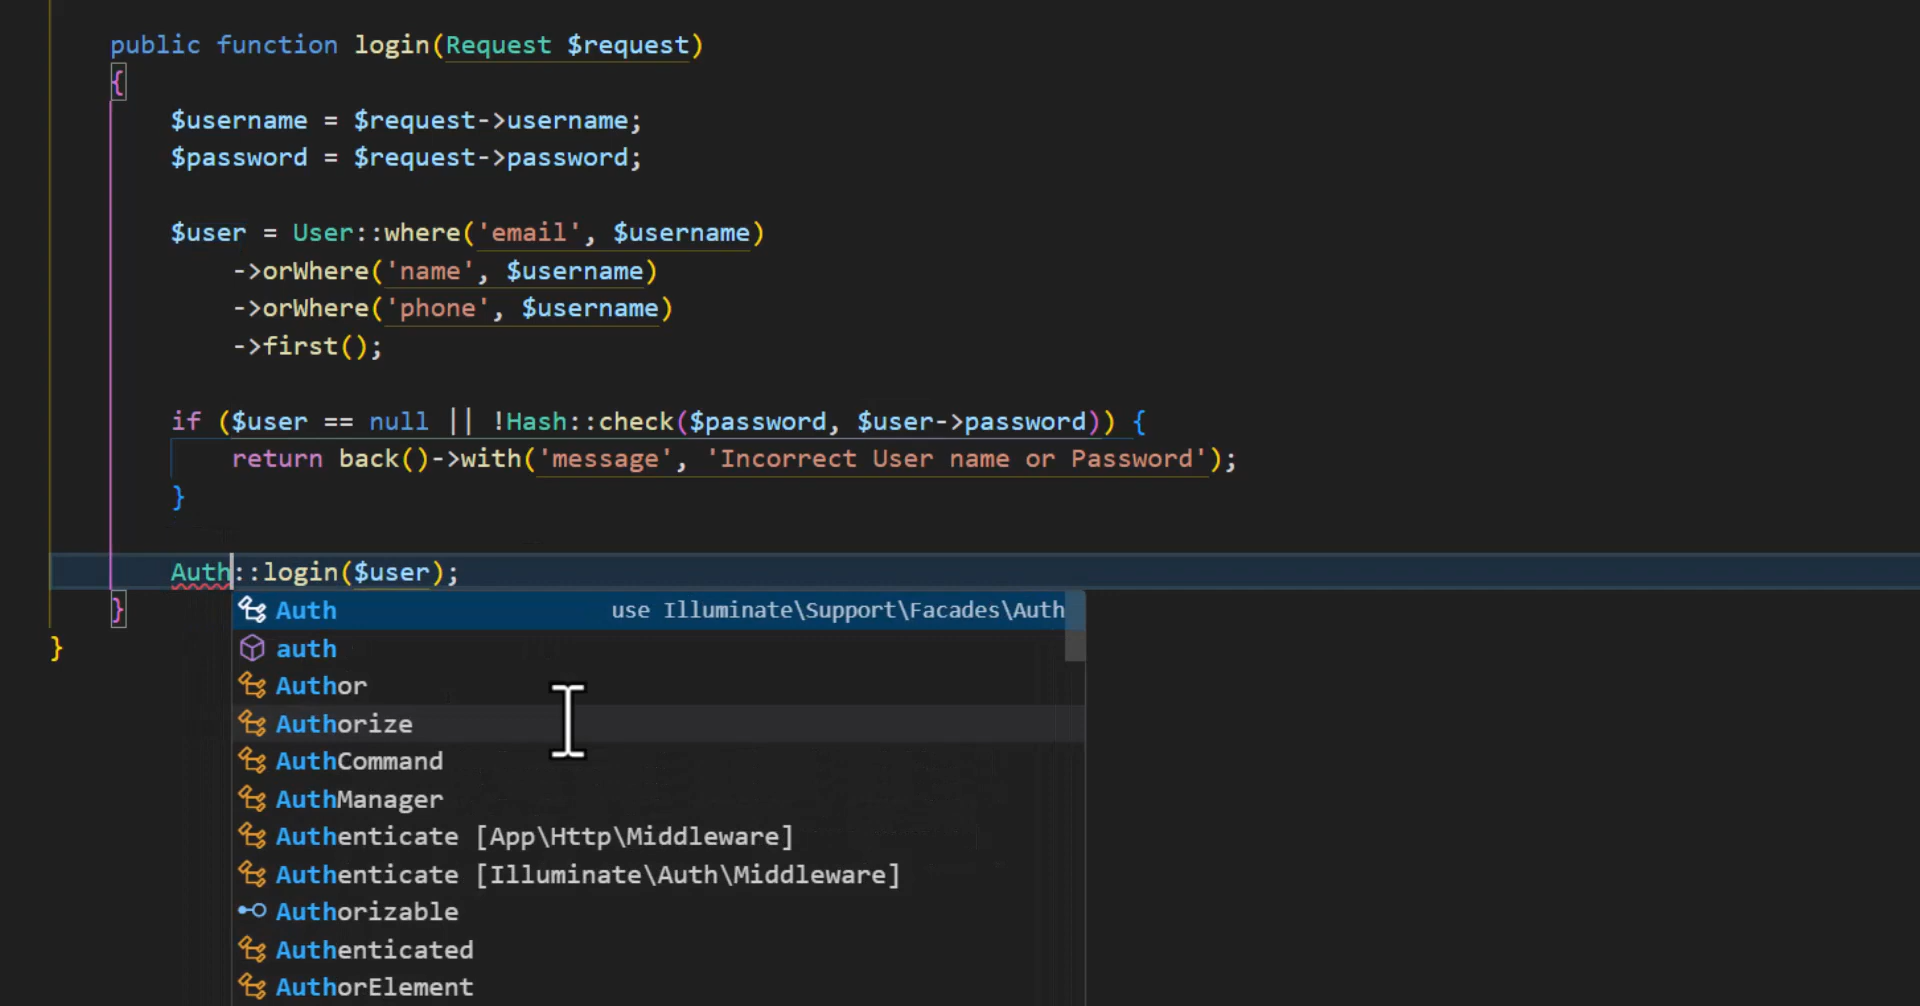 public function login(Request $request)
{
$username = $request->username;
$password = $request->password;
$user = User::where('email', $username)
->orWhere('name', $username)
->orWhere('phone', $username)
->first();
if ($user == null || !Hash::check($password, $user->password)) {
return back()->with('message', 'Incorrect User name or Password');
}
Auth::login($user);
}
}
Auth use Illuminate\Support\Facades\Auth
auth
Author
Authorize
AuthCommand
AuthManager
Authenticate [App\Http\Middleware]
Authenticate [Illuminate\Auth\Middleware]
Authorizable
Authenticated
AuthorElement